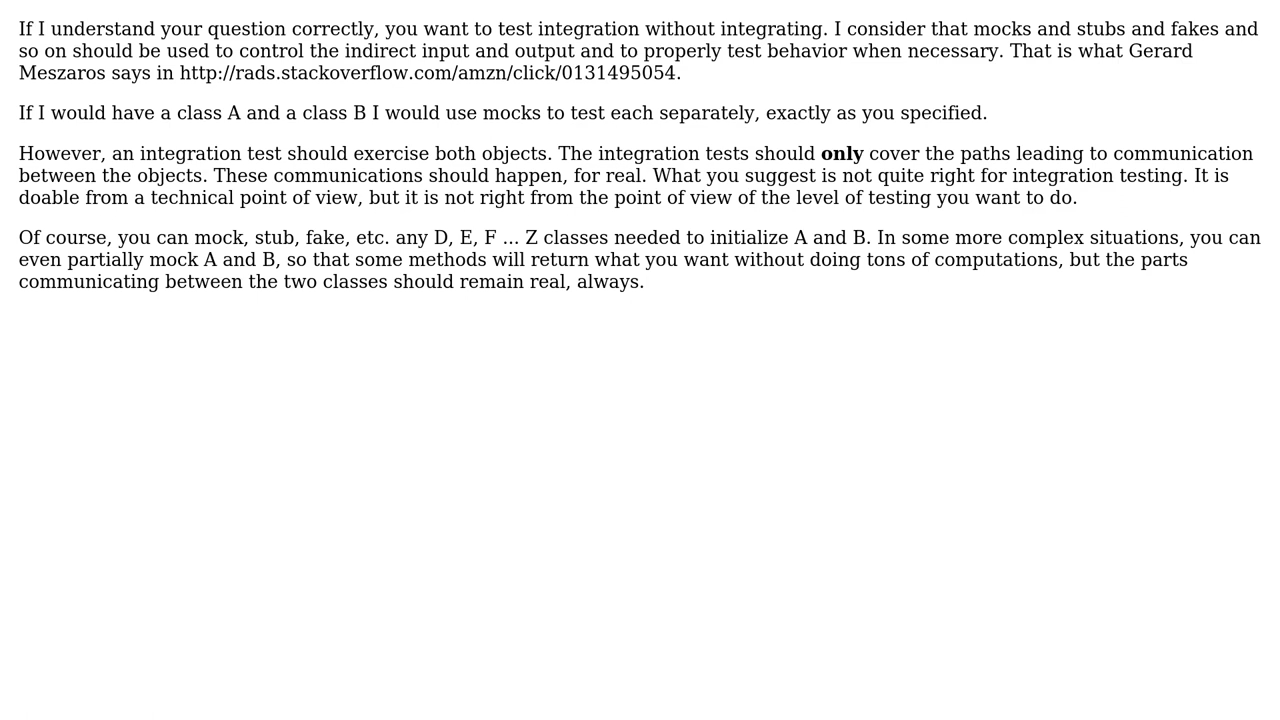 If I understand your question correctly, you want to test integration without integrating. I consider that mocks and stubs and fakes and
so on should be used to control the indirect input and output and to properly test behavior when necessary. That is what Gerard
Meszaros says in http://rads.stackoverflow.com/amzn/click/0131495054.
If I would have a class A and a class B I would use mocks to test each separately, exactly as you specified.
However, an integration test should exercise both objects. The integration tests should only cover the paths leading to communication
between the objects. These communications should happen, for real. What you suggest is not quite right for integration testing. It is
doable from a technical point of view, but it is not right from the point of view of the level of testing you want to do.
Of course, you can mock, stub, fake, etc. any D, E, F ... Z classes needed to initialize A and B. In some more complex situations, you can
even partially mock A and B, so that some methods will return what you want without doing tons of computations, but the parts
communicating between the two classes should remain real, always.